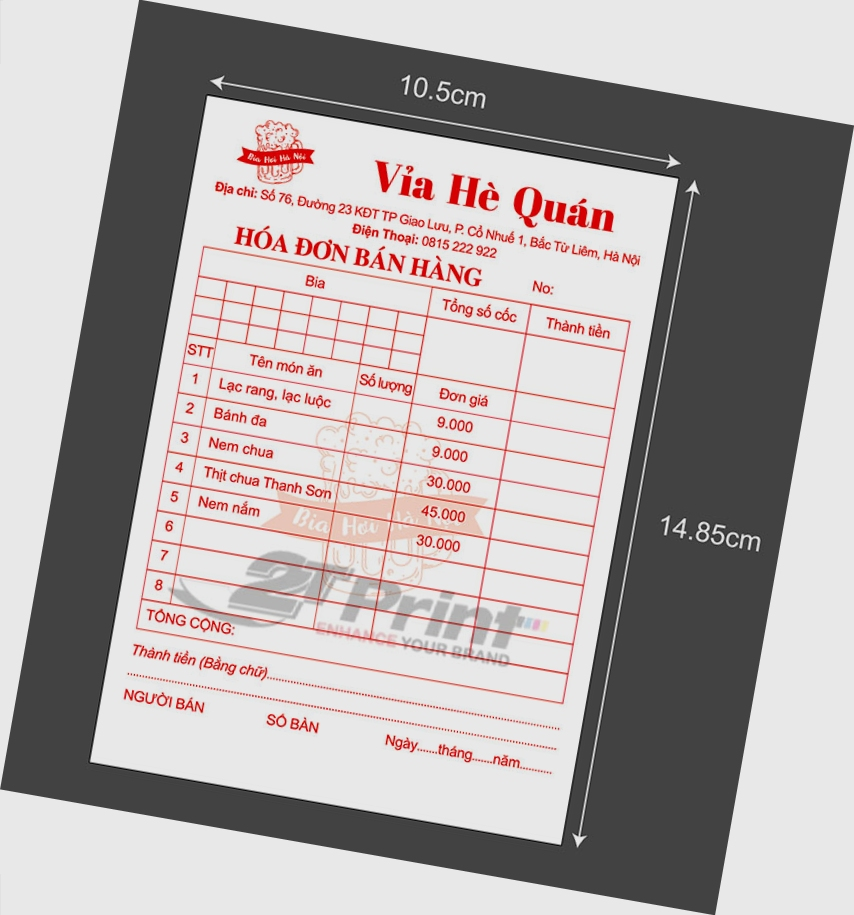 10.5cm
Bia Hơi Hà Nội
Vỉa Hè Quán
Địa chỉ: Số 76, Đường 23 KĐT TP Giao Lưu, P. Cổ Nhuế 1, Bắc Từ Liêm, Hà Nội
Điện Thoại: 0815 222 922
HÓA ĐƠN BÁN HÀNG
No:
Bia Tổng số cốc Thành tiền
STT Tên món ăn Số lượng Đơn giá
1 Lạc rang, lạc luộc 9.000
2 Bánh đa 9.000
3 Nem chua 30.000
4 Thịt chua Thanh Sơn 45.000
5 Nem nắm 30.000
6
7
8
Bia Hơi Hà Nội
2T Print
ENHANCE YOUR BRAND
TỔNG CỘNG:
Thành tiền (Bằng chữ)
NGƯỜI BÁN SỐ BÀN Ngày......tháng......năm.........
14.85cm